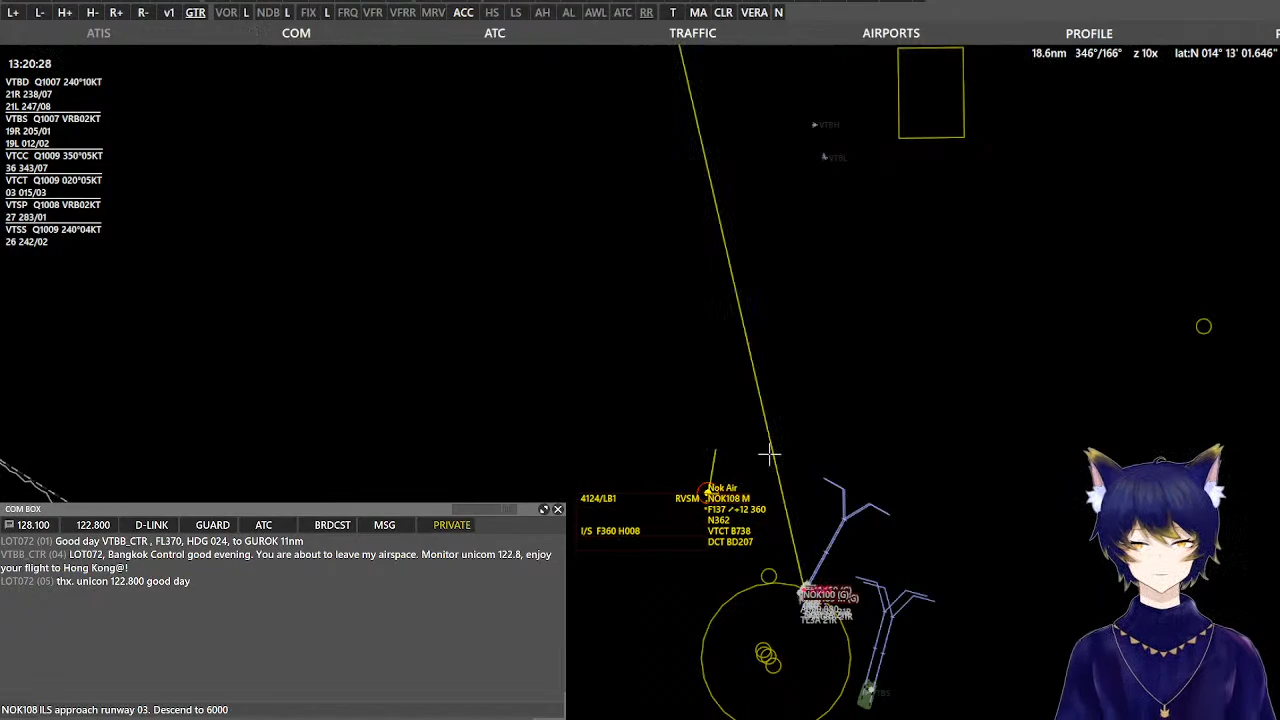 L+ L- H+ H- R+ R- v1 GTR VOR L NDB L FIX L FRQ VFR VFRR MRV ACC HS LS AH AL AWL ATC RR T MA CLR VERA N
ATIS COM ATC TRAFFIC AIRPORTS PROFILE
18.6nm 346°/166° z 10x lat:N 014° 13' 01.646"
13:20:28
VTBD Q1007 240°10KT
21R 238/07
21L 247/08
VTBS Q1007 VRB02KT
19R 205/01
19L 012/02
VTCC Q1009 350°05KT
36 343/07
VTCT Q1009 020°05KT
03 015/03
VTSP Q1008 VRB02KT
27 283/01
VTSS Q1009 240°04KT
26 242/02
VTBH
VTBL
Nok Air
4124/LB1 RVSM NOK108 M
F137 +12 360
N362
I/S F360 H008 VTCT B738
DCT BD207
NOK100 (G)
VTBS
COM BOX
128.100 122.800 D-LINK GUARD ATC BRDCST MSG PRIVATE
LOT072 (01) Good day VTBB_CTR , FL370, HDG 024, to GUROK 11nm
VTBB_CTR (04) LOT072, Bangkok Control good evening. You are about to leave my airspace. Monitor unicom 122.8, enjoy
your flight to Hong Kong@!
LOT072 (05) thx. unicon 122.800 good day
NOK108 ILS approach runway 03. Descend to 6000